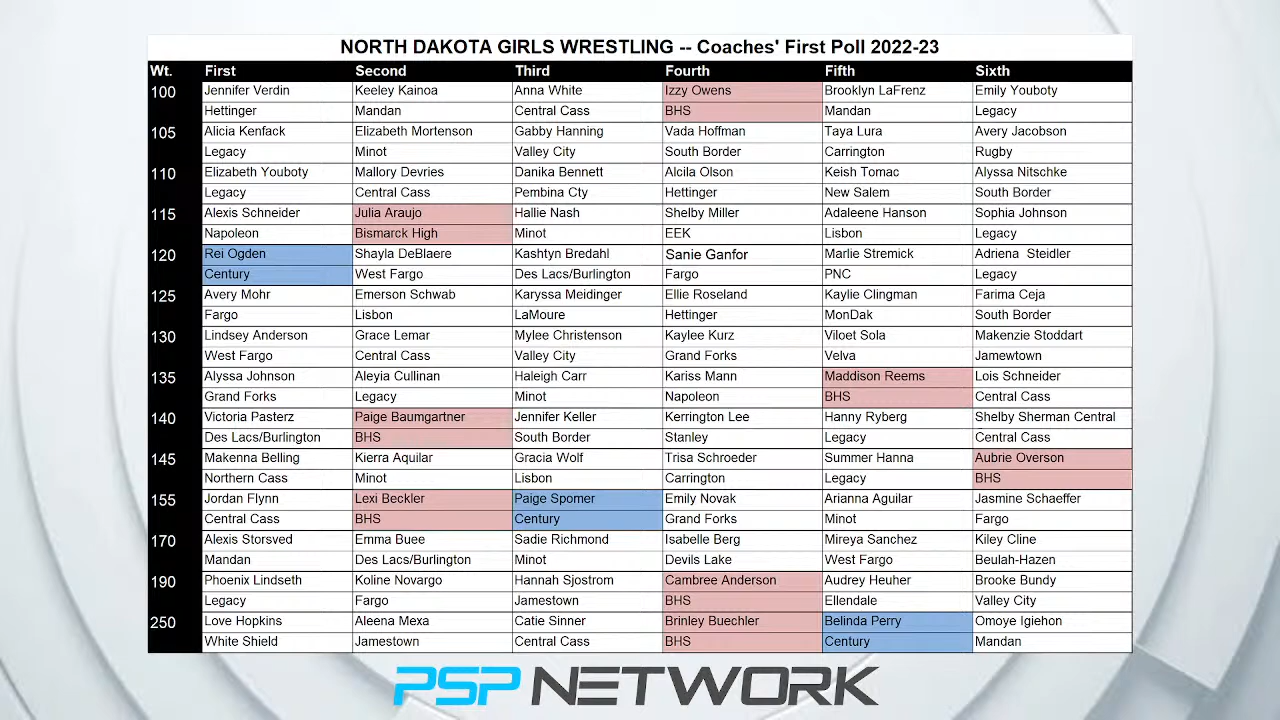 NORTH DAKOTA GIRLS WRESTLING -- Coaches' First Poll 2022-23
Wt. First Second Third Fourth Fifth Sixth
100 Jennifer Verdin Keeley Kainoa Anna White Izzy Owens Brooklyn LaFrenz Emily Youboty
Hettinger Mandan Central Cass BHS Mandan Legacy
105 Alicia Kenfack Elizabeth Mortenson Gabby Hanning Vada Hoffman Taya Lura Avery Jacobson
Legacy Minot Valley City South Border Carrington Rugby
110 Elizabeth Youboty Mallory Devries Danika Bennett Alcila Olson Keish Tomac Alyssa Nitschke
Legacy Central Cass Pembina Cty Hettinger New Salem South Border
115 Alexis Schneider Julia Araujo Hallie Nash Shelby Miller Adaleene Hanson Sophia Johnson
Napoleon Bismarck High Minot EEK Lisbon Legacy
120 Rei Ogden Shayla DeBlaere Kashtyn Bredahl Sanie Ganfor Marlie Stremick Adriena Steidler
Century West Fargo Des Lacs/Burlington Fargo PNC Legacy
125 Avery Mohr Emerson Schwab Karyssa Meidinger Ellie Roseland Kaylie Clingman Farima Ceja
Fargo Lisbon LaMoure Hettinger MonDak South Border
130 Lindsey Anderson Grace Lemar Mylee Christenson Kaylee Kurz Viloet Sola Makenzie Stoddart
West Fargo Central Cass Valley City Grand Forks Velva Jamewtown
135 Alyssa Johnson Aleyia Cullinan Haleigh Carr Kariss Mann Maddison Reems Lois Schneider
Grand Forks Legacy Minot Napoleon BHS Central Cass
140 Victoria Pasterz Paige Baumgartner Jennifer Keller Kerrington Lee Hanny Ryberg Shelby Sherman Central
Des Lacs/Burlington BHS South Border Stanley Legacy Central Cass
145 Makenna Belling Kierra Aquilar Gracia Wolf Trisa Schroeder Summer Hanna Aubrie Overson
Northern Cass Minot Lisbon Carrington Legacy BHS
155 Jordan Flynn Lexi Beckler Paige Spomer Emily Novak Arianna Aguilar Jasmine Schaeffer
Central Cass BHS Century Grand Forks Minot Fargo
170 Alexis Storsved Emma Buee Sadie Richmond Isabelle Berg Mireya Sanchez Kiley Cline
Mandan Des Lacs/Burlington Minot Devils Lake West Fargo Beulah-Hazen
190 Phoenix Lindseth Koline Novargo Hannah Sjostrom Cambree Anderson Audrey Heuher Brooke Bundy
Legacy Fargo Jamestown BHS Ellendale Valley City
250 Love Hopkins Aleena Mexa Catie Sinner Brinley Buechler Belinda Perry Omoye Igiehon
White Shield Jamestown Central Cass BHS Century Mandan
PSP NETWORK